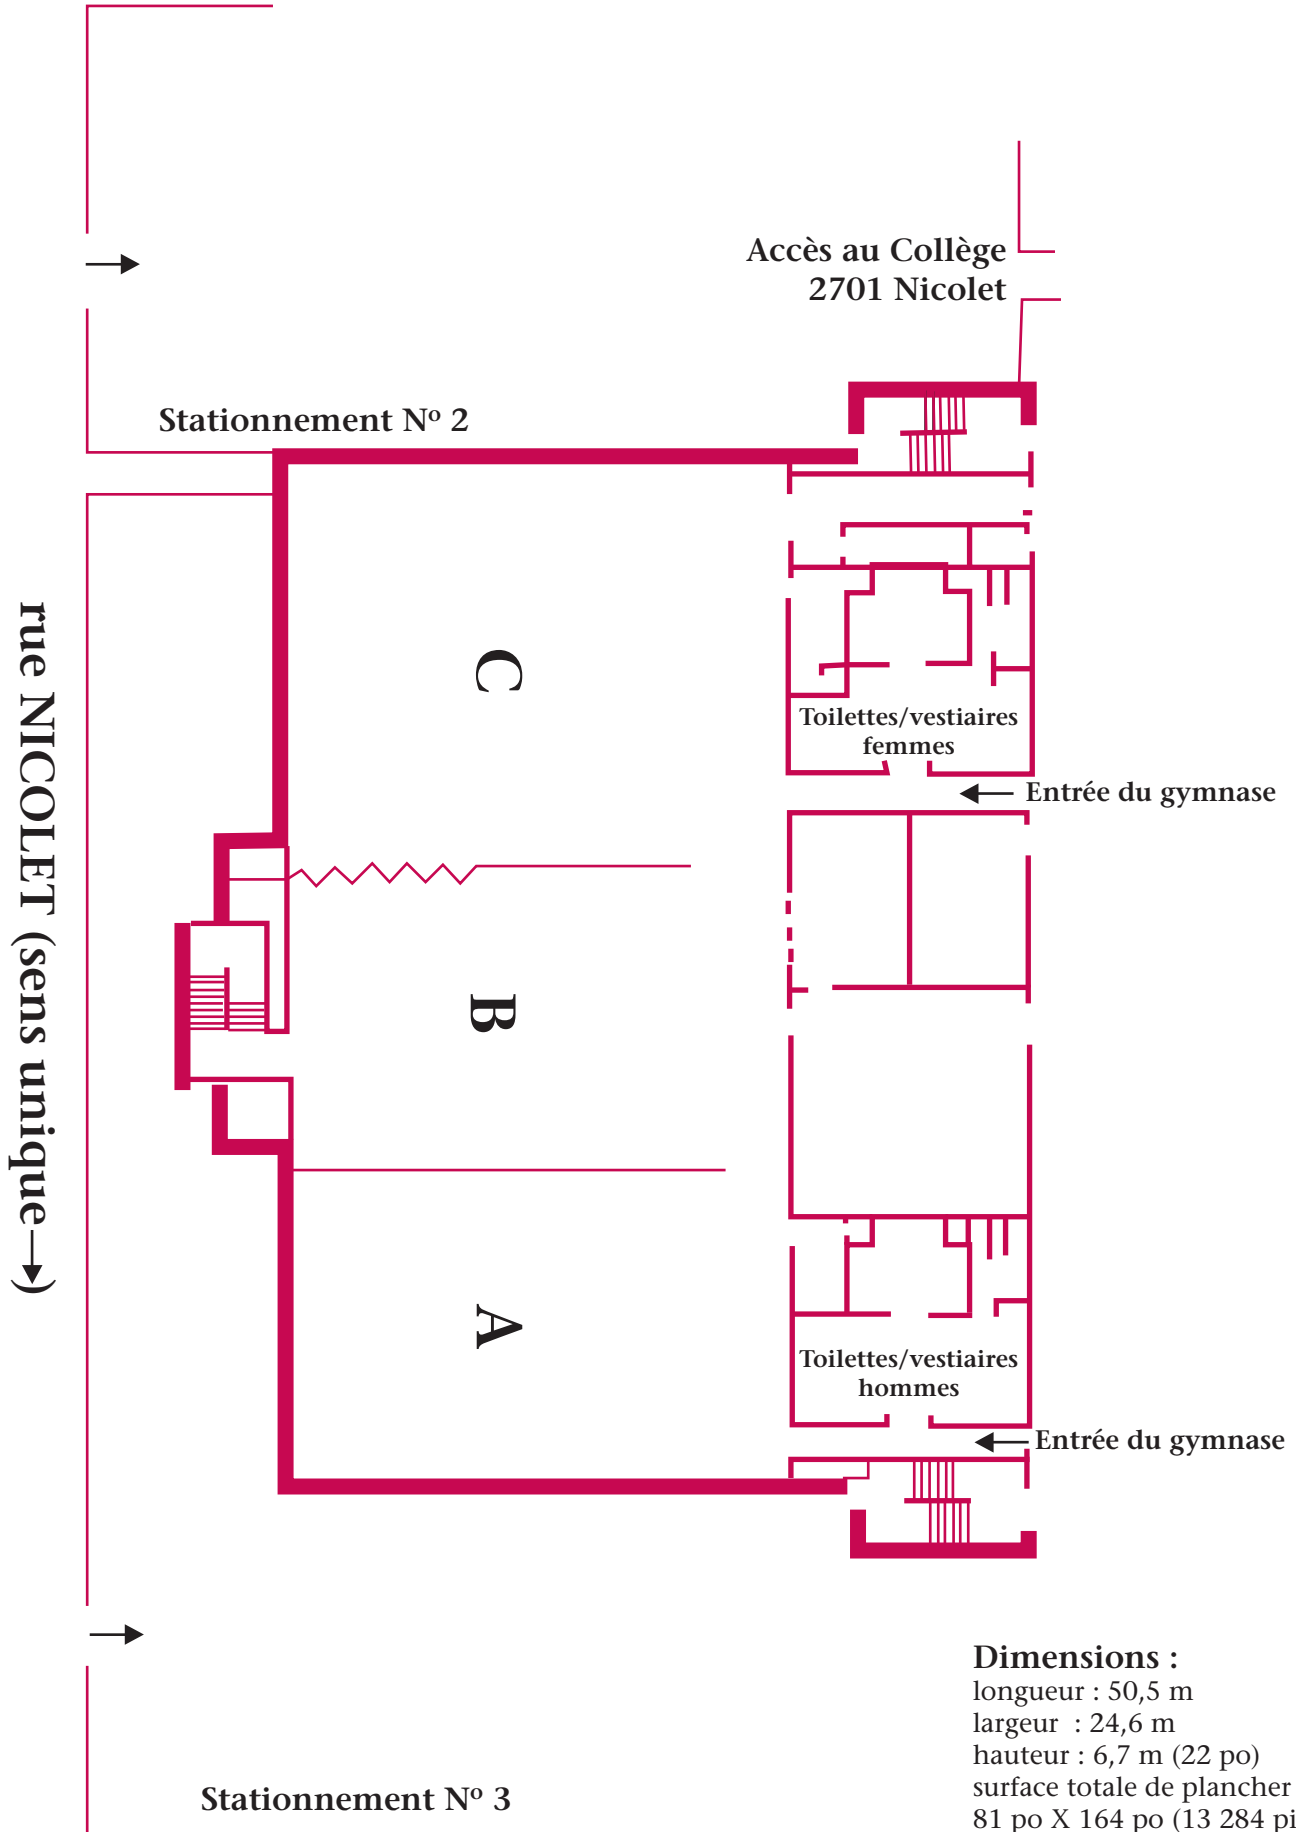 Accès au Collège
2701 Nicolet
Stationnement Nº 2
rue NICOLET (sens unique→)
C
Toilettes/vestiaires
femmes
← Entrée du gymnase
B
A
Toilettes/vestiaires
hommes
← Entrée du gymnase
Dimensions :
longueur : 50,5 m
largeur : 24,6 m
hauteur : 6,7 m (22 po)
surface totale de plancher
81 po X 164 po (13 284 pi
Stationnement Nº 3